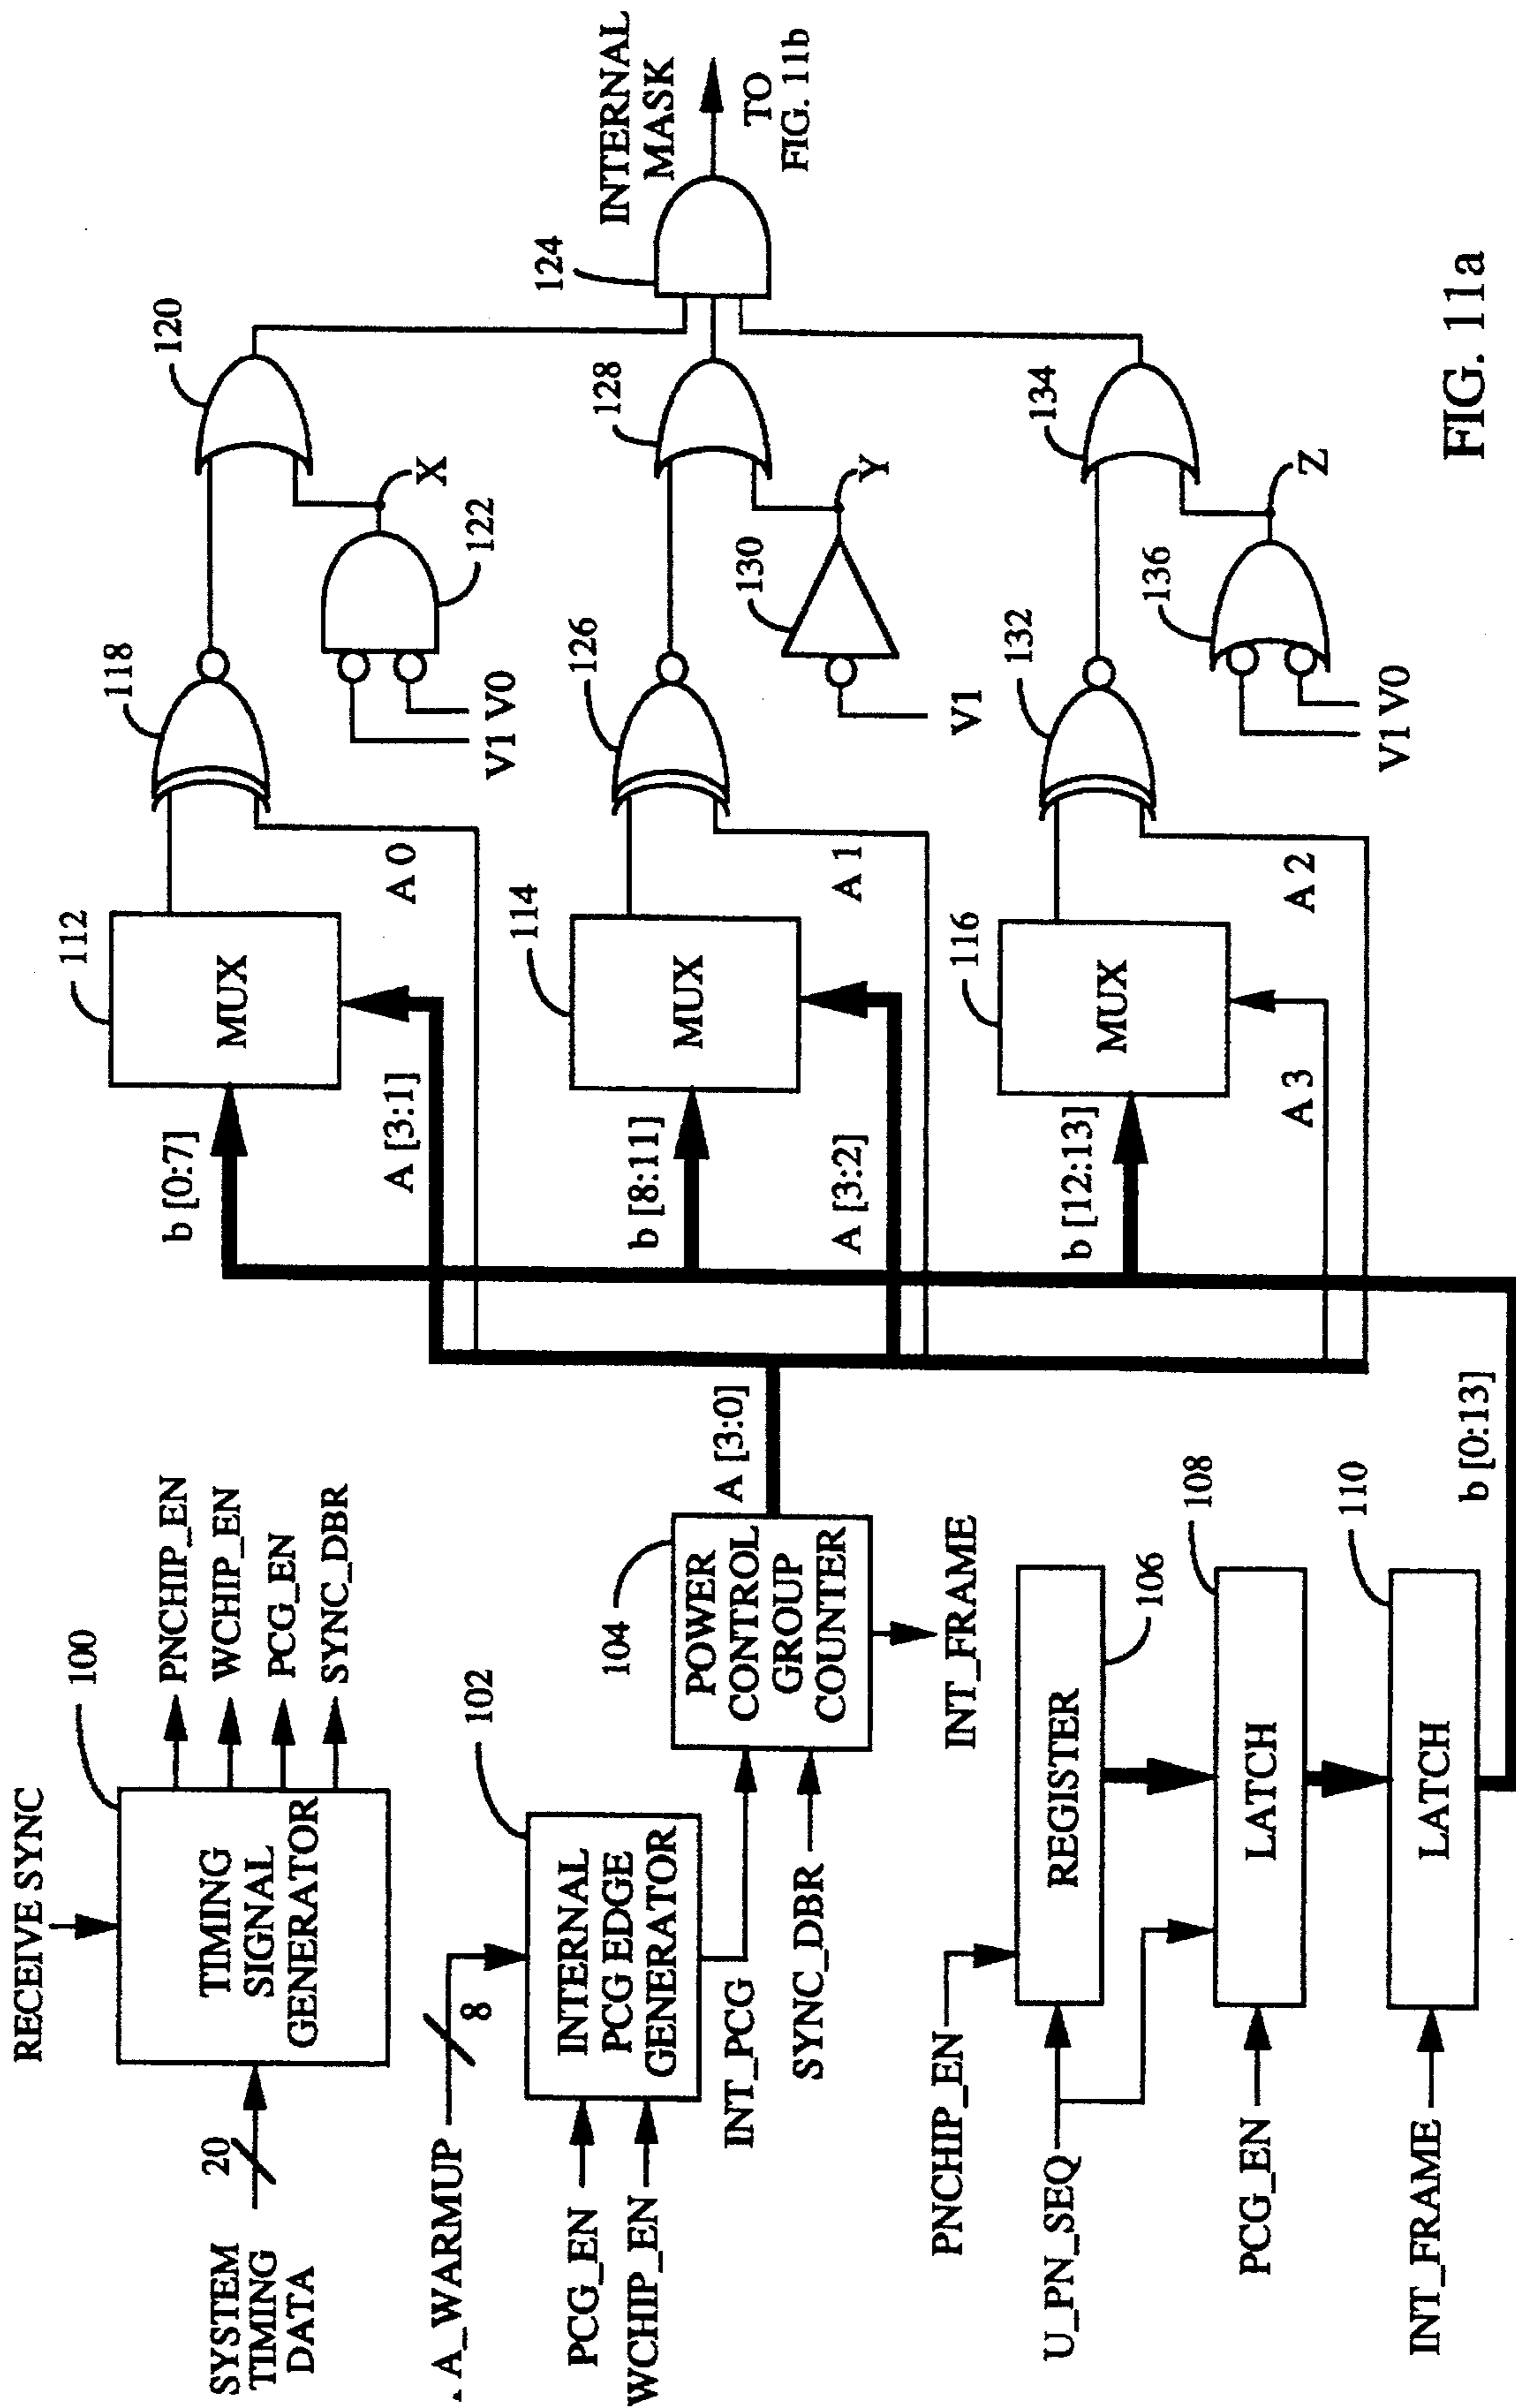 RECEIVE SYNC
100
SYSTEM
TIMING
DATA
20
TIMING
SIGNAL
GENERATOR
PNCHIP_EN
WCHIP_EN
PCG_EN
SYNC_DBR
A_WARMUP
8
PCG_EN
WCHIP_EN
102
INTERNAL
PCG EDGE
GENERATOR
INT_PCG
SYNC_DBR
104
POWER
CONTROL
GROUP
COUNTER
INT_FRAME
A [3:0]
PNCHIP_EN
U_PN_SEQ
REGISTER
106
PCG_EN
LATCH
108
INT_FRAME
LATCH
110
b [0:13]
b [0:7]
A [3:1]
112
MUX
A 0
118
V1 V0
122
X
120
b [8:11]
A [3:2]
114
MUX
A 1
126
V1
130
Y
128
b [12:13]
A 3
116
MUX
A 2
132
V1 V0
136
Z
134
124
INTERNAL
MASK
TO
FIG. 11b
FIG. 11a